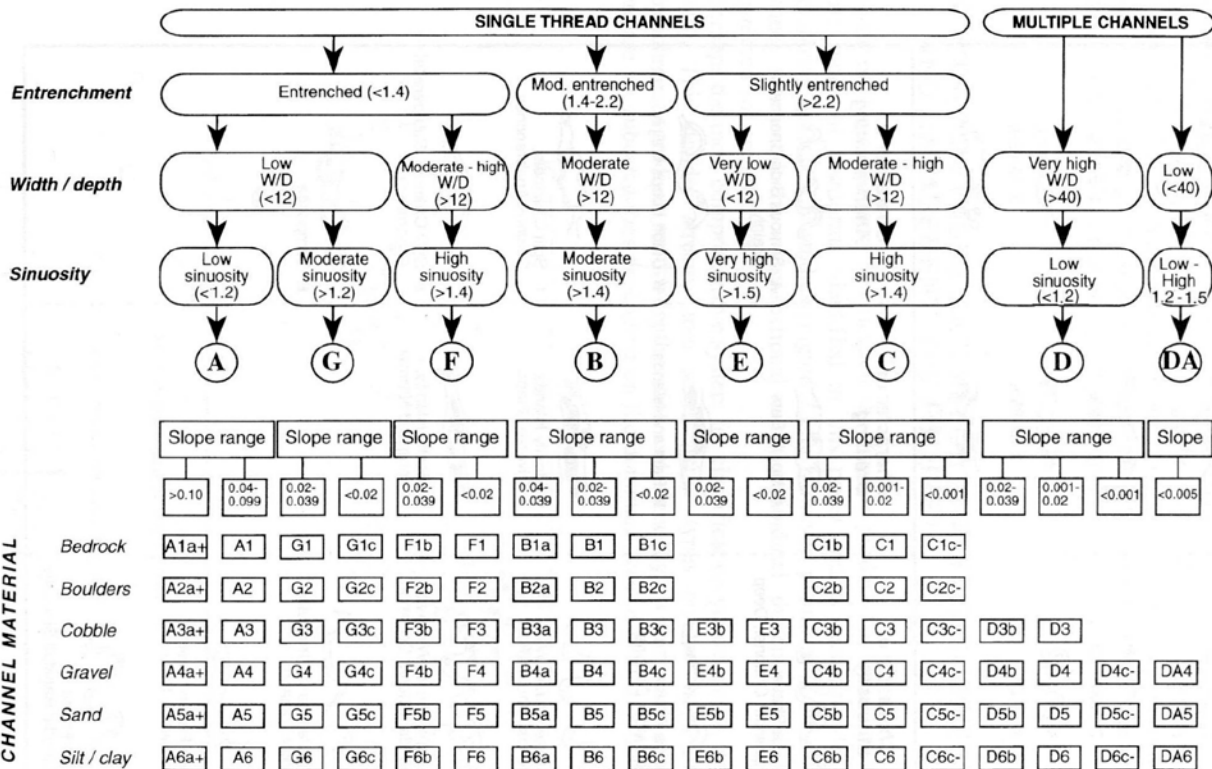 SINGLE THREAD CHANNELS MULTIPLE CHANNELS
Entrenchment Entrenched (<1.4) Mod. entrenched (1.4-2.2) Slightly entrenched (>2.2)
Width / depth Low W/D (<12) Moderate - high W/D (>12) Moderate W/D (>12) Very low W/D (<12) Moderate - high W/D (>12) Very high W/D (>40) Low (<40)
Sinuosity Low sinuosity (<1.2) Moderate sinuosity (>1.2) High sinuosity (>1.4) Moderate sinuosity (>1.4) Very high sinuosity (>1.5) High sinuosity (>1.4) Low sinuosity (<1.2) Low - High 1.2-1.5
A G F B E C D DA
Slope range Slope range Slope range Slope range Slope range Slope range Slope range Slope
>0.10 0.04-0.099 0.02-0.039 <0.02 0.02-0.039 <0.02 0.04-0.039 0.02-0.039 <0.02 0.02-0.039 <0.02 0.02-0.039 0.001-0.02 <0.001 0.02-0.039 0.001-0.02 <0.001 <0.005
CHANNEL MATERIAL
Bedrock A1a+ A1 G1 G1c F1b F1 B1a B1 B1c C1b C1 C1c-
Boulders A2a+ A2 G2 G2c F2b F2 B2a B2 B2c C2b C2 C2c-
Cobble A3a+ A3 G3 G3c F3b F3 B3a B3 B3c E3b E3 C3b C3 C3c- D3b D3
Gravel A4a+ A4 G4 G4c F4b F4 B4a B4 B4c E4b E4 C4b C4 C4c- D4b D4 D4c- DA4
Sand A5a+ A5 G5 G5c F5b F5 B5a B5 B5c E5b E5 C5b C5 C5c- D5b D5 D5c- DA5
Silt / clay A6a+ A6 G6 G6c F6b F6 B6a B6 B6c E6b E6 C6b C6 C6c- D6b D6 D6c- DA6